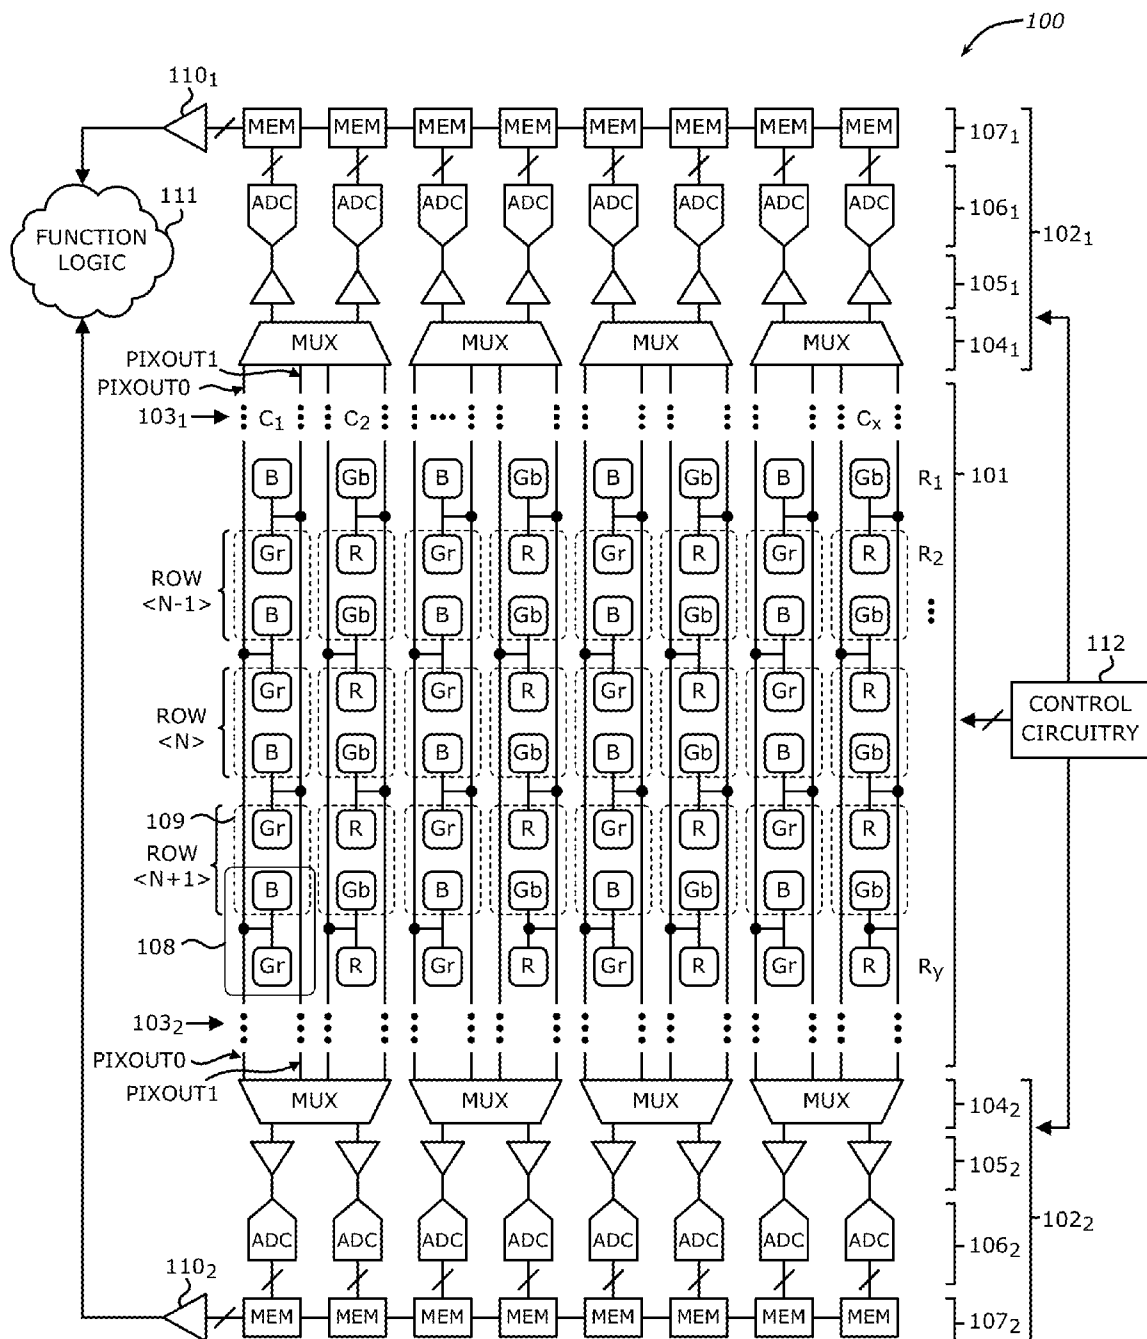 100
110₁
MEM MEM MEM MEM MEM MEM MEM MEM
107₁
111
ADC ADC ADC ADC ADC ADC ADC ADC
106₁
FUNCTION
LOGIC
102₁
105₁
MUX MUX MUX MUX
104₁
PIXOUT1
PIXOUT0
103₁ C₁ C₂ ••• Cₓ
B Gb B Gb B Gb B Gb R₁ 101
Gr R Gr R Gr R Gr R R₂
ROW
<N-1>
B Gb B Gb B Gb B Gb
112
Gr R Gr R Gr R Gr R
CONTROL
CIRCUITRY
ROW
<N>
B Gb B Gb B Gb B Gb
109
Gr R Gr R Gr R Gr R
ROW
<N+1>
B Gb B Gb B Gb B Gb
108
Gr R Gr R Gr R Gr R Ry
103₂
PIXOUT0
PIXOUT1
MUX MUX MUX MUX
104₂
105₂
102₂
ADC ADC ADC ADC ADC ADC ADC ADC
106₂
110₂
MEM MEM MEM MEM MEM MEM MEM MEM
107₂